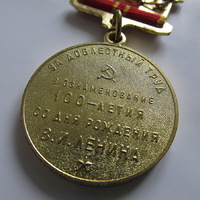 ЗА ДОБЛЕСТНЫЙ ТРУД
В ОЗНАМЕНОВАНИЕ
100-ЛЕТИЯ
СО ДНЯ РОЖДЕНИЯ
В.И.ЛЕНИНА